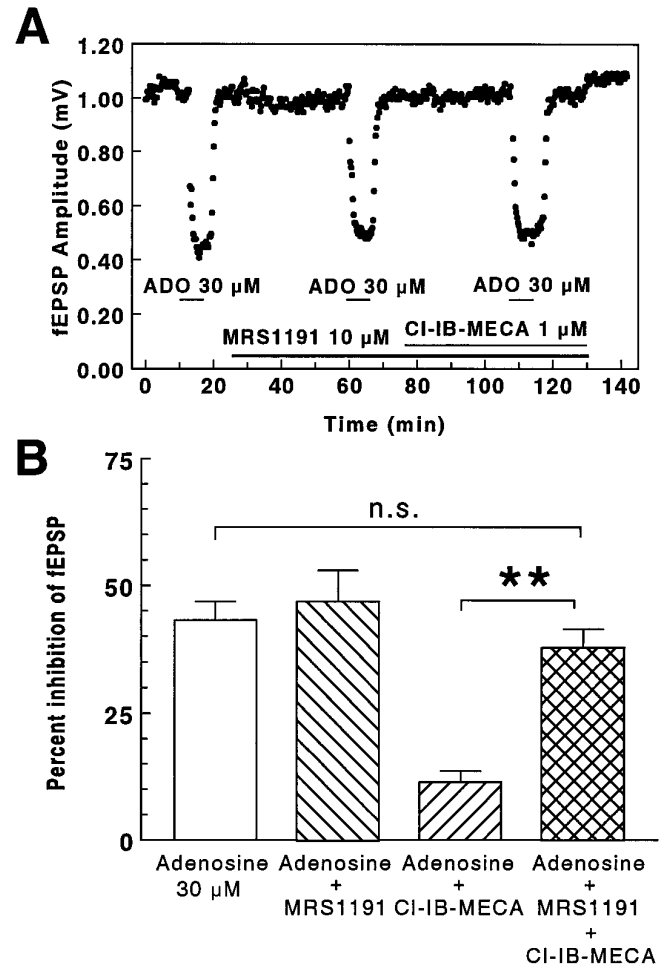 A
fEPSP Amplitude (mV)
1.20
1.00
0.80
0.60
0.40
0.20
0.00
ADO 30 µM
ADO 30 µM
ADO 30 µM
MRS1191 10 µM
Cl-IB-MECA 1 µM
0 20 40 60 80 100 120 140
Time (min)
B
Percent inhibition of fEPSP
75
50
25
0
n.s.
**
Adenosine Adenosine Adenosine Adenosine
30 µM + + +
MRS1191 Cl-IB-MECA MRS1191
+
Cl-IB-MECA